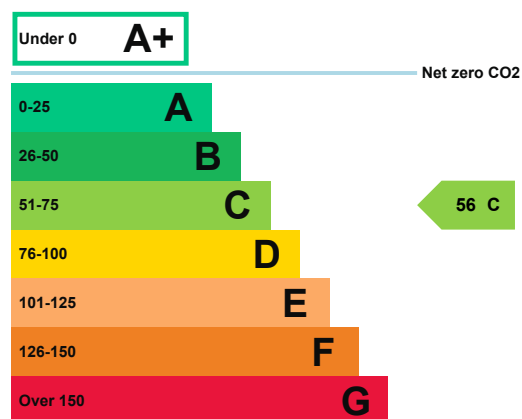 Under 0 A+
Net zero CO2
0-25 A
26-50 B
51-75 C
56 C
76-100 D
101-125 E
126-150 F
Over 150 G